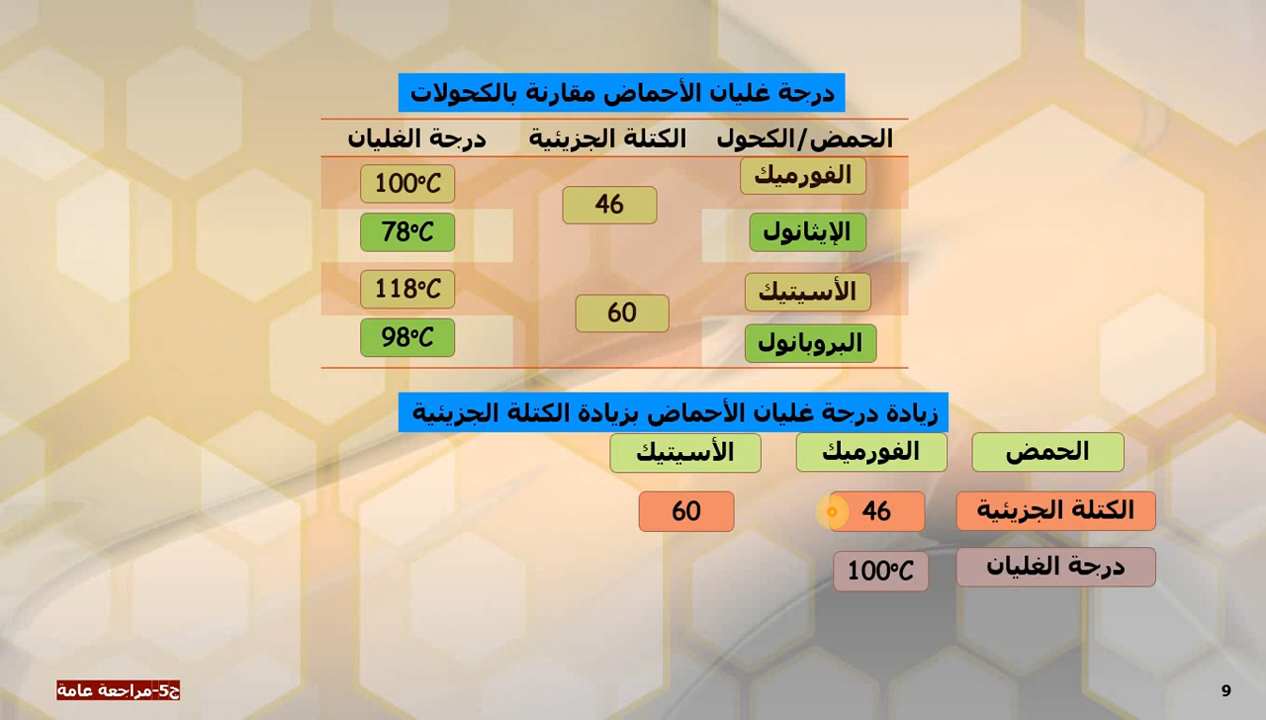 درجة غليان الأحماض مقارنة بالكحولات
الحمض/الكحول الكتلة الجزيئية درجة الغليان
الفورميك 46 100°C
الإيثانول 78°C
الأسيتيك 60 118°C
البروبانول 98°C
زيادة درجة غليان الأحماض بزيادة الكتلة الجزيئية
الحمض الفورميك الأسيتيك
الكتلة الجزيئية 46 60
درجة الغليان 100°C
ج5-مراجعة عامة
9